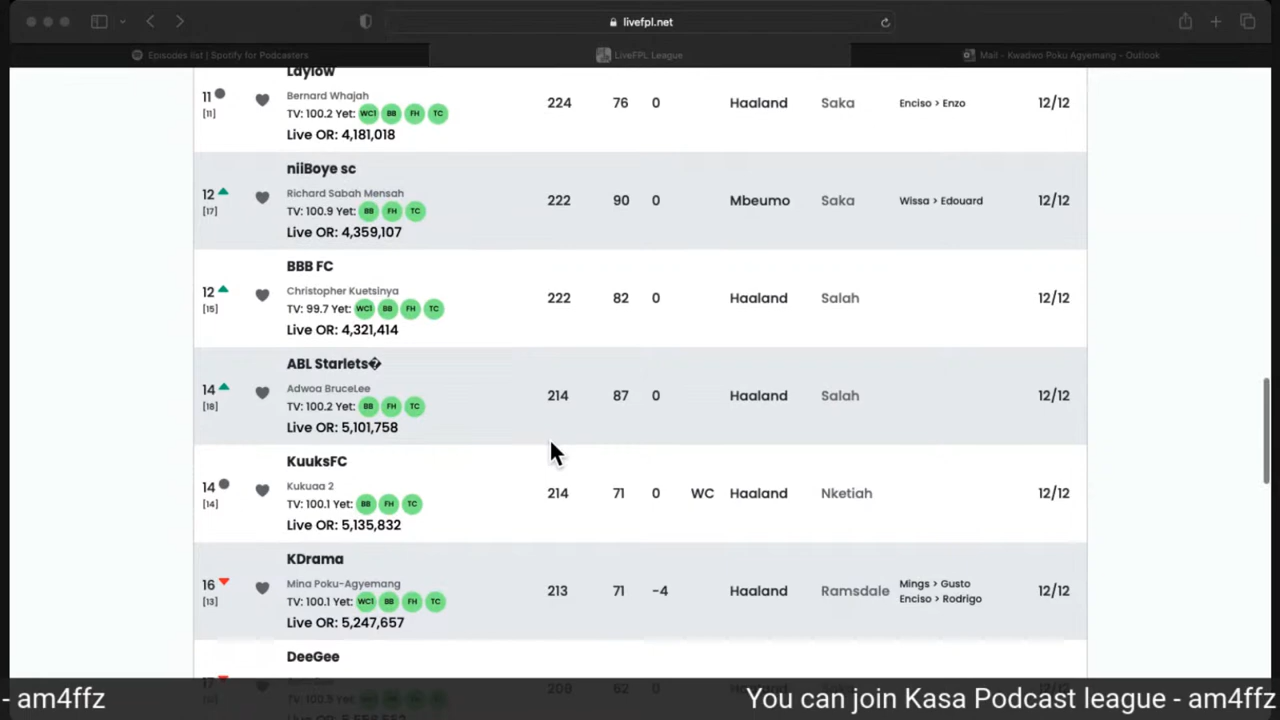 livefpl.net
Episodes list | Spotify for Podcasters
LiveFPL League
Mail - Kwadwo Poku Agyemang - Outlook
Laylow
11 [11] Bernard Whajah 224 76 0 Haaland Saka Enciso > Enzo 12/12
TV: 100.2 Yet: WC1 BB FH TC
Live OR: 4,181,018
niiBoye sc
12 [17] Richard Sabah Mensah 222 90 0 Mbeumo Saka Wissa > Edouard 12/12
TV: 100.9 Yet: BB FH TC
Live OR: 4,359,107
BBB FC
12 [15] Christopher Kuetsinya 222 82 0 Haaland Salah 12/12
TV: 99.7 Yet: WC1 BB FH TC
Live OR: 4,321,414
ABL Starlets�
14 [18] Adwoa BruceLee 214 87 0 Haaland Salah 12/12
TV: 100.2 Yet: BB FH TC
Live OR: 5,101,758
KuuksFC
14 [14] Kukuaa 2 214 71 0 WC Haaland Nketiah 12/12
TV: 100.1 Yet: BB FH TC
Live OR: 5,135,832
KDrama
16 [13] Mina Poku-Agyemang 213 71 -4 Haaland Ramsdale Mings > Gusto Enciso > Rodrigo 12/12
TV: 100.1 Yet: WC1 BB FH TC
Live OR: 5,247,657
DeeGee
- am4ffz
You can join Kasa Podcast league - am4ffz